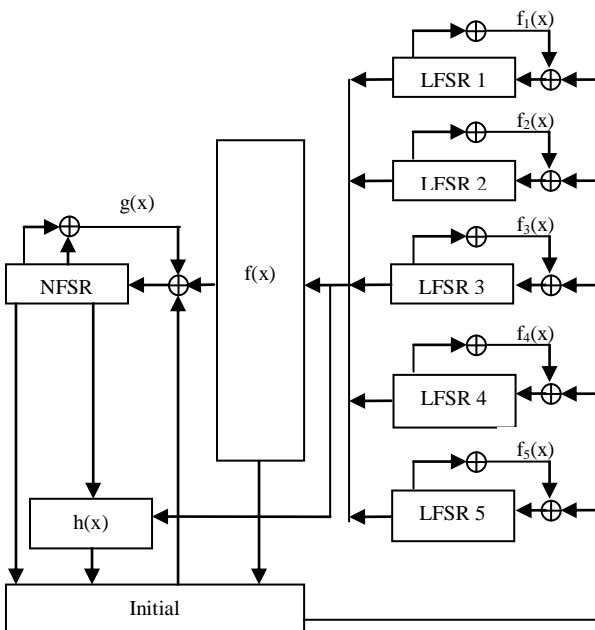 f₁(x)
LFSR 1
f₂(x)
LFSR 2
g(x)
f₃(x)
NFSR
f(x)
LFSR 3
f₄(x)
LFSR 4
f₅(x)
h(x)
LFSR 5
Initial